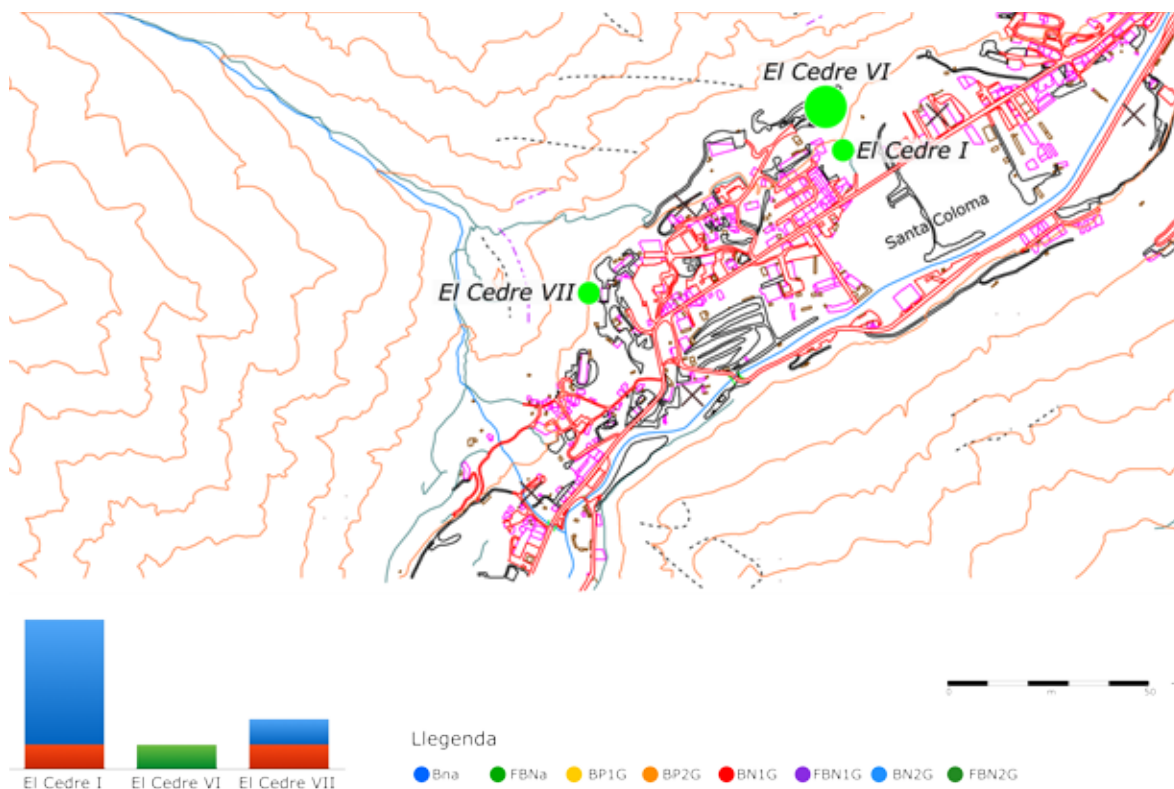 El Cedre VI
El Cedre I
Santa Coloma
El Cedre VII
0 m 50
Llegenda
El Cedre I El Cedre VI El Cedre VII
Bna FBNa BP1G BP2G BN1G FBN1G BN2G FBN2G